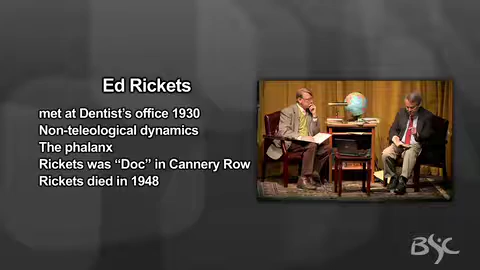 Ed Rickets
met at Dentist's office 1930
Non-teleological dynamics
The phalanx
Rickets was “Doc” in Cannery Row
Rickets died in 1948
BSC